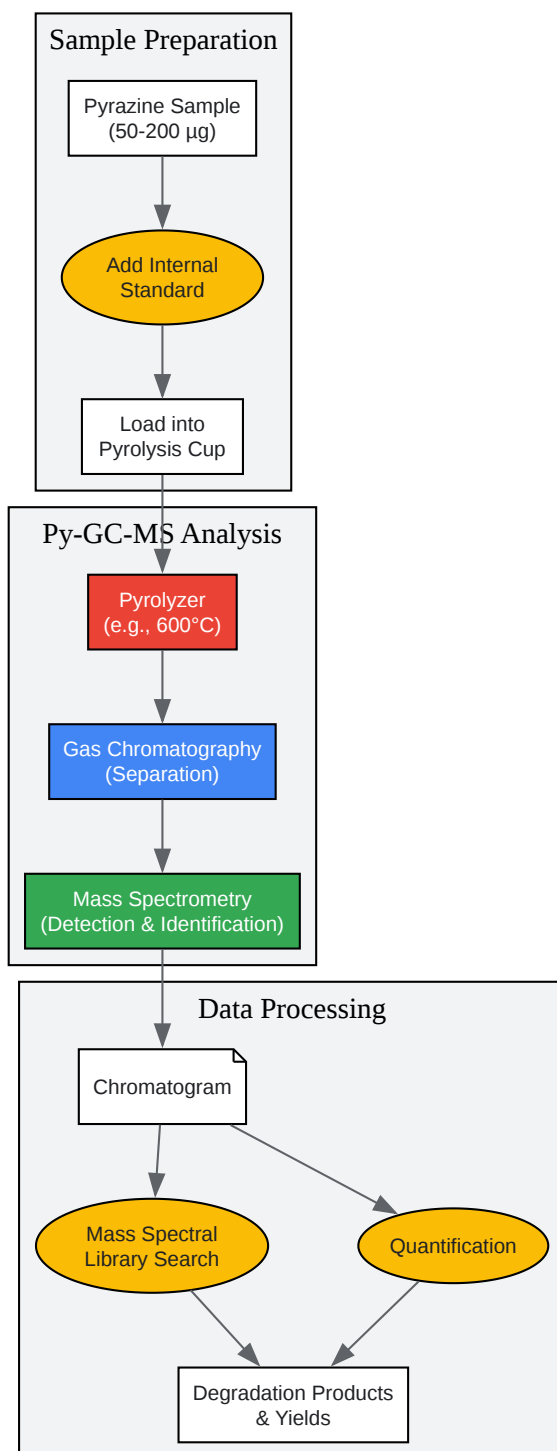 Sample Preparation
Pyrazine Sample
(50-200 µg)
Add Internal
Standard
Load into
Pyrolysis Cup
Py-GC-MS Analysis
Pyrolyzer
(e.g., 600°C)
Gas Chromatography
(Separation)
Mass Spectrometry
(Detection & Identification)
Data Processing
Chromatogram
Mass Spectral
Library Search
Quantification
Degradation Products
& Yields